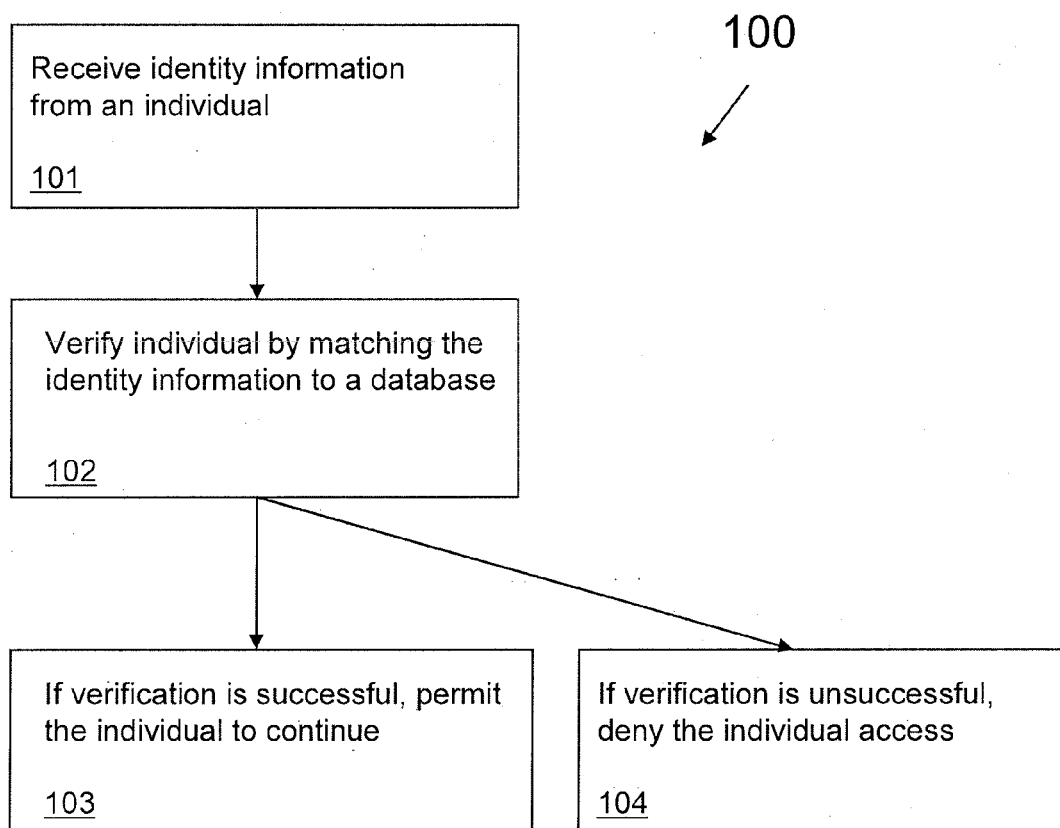 100
Receive identity information
from an individual
101
Verify individual by matching the
identity information to a database
102
If verification is successful, permit
the individual to continue
103
If verification is unsuccessful,
deny the individual access
104